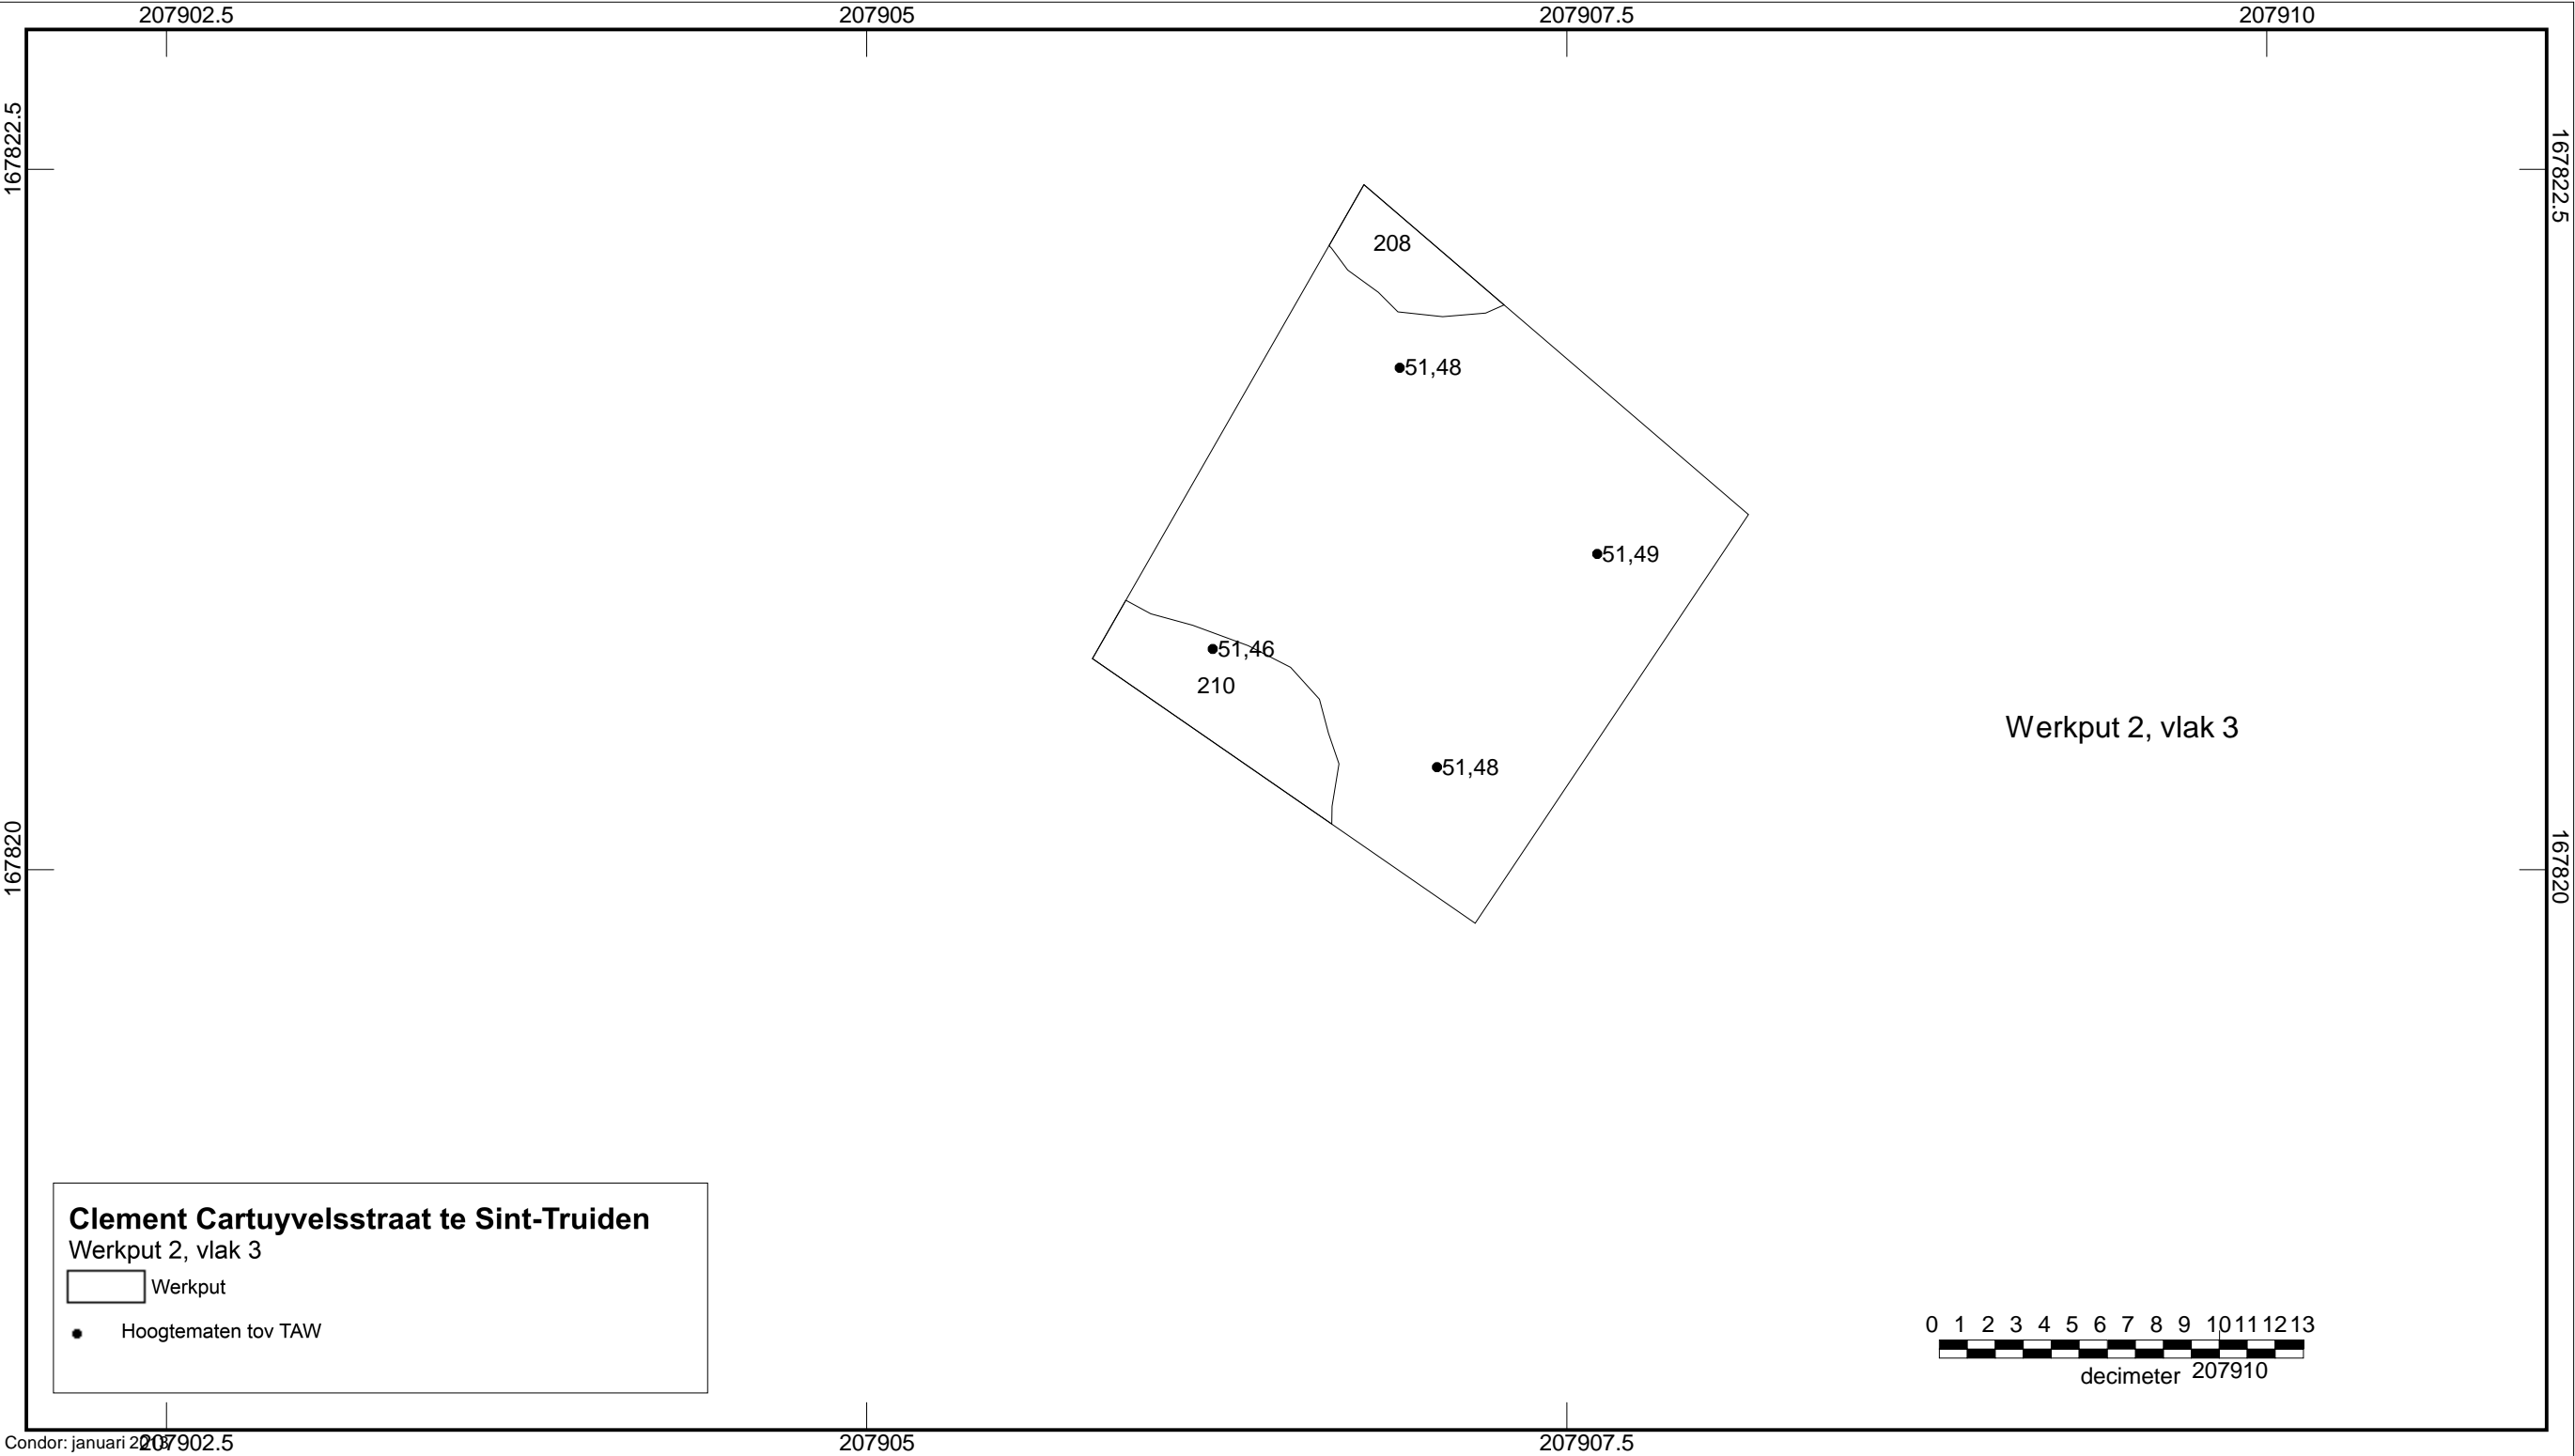 207902.5 207905 207907.5 207910
167822.5 167822.5
208
51,48
51,49
51,46
210
51,48
Werkput 2, vlak 3
167820 167820
Clement Cartuyvelsstraat te Sint-Truiden
Werkput 2, vlak 3
Werkput
Hoogtematen tov TAW
0 1 2 3 4 5 6 7 8 9 10 11 12 13
decimeter 207910
Condor: januari 207902.5 207905 207907.5